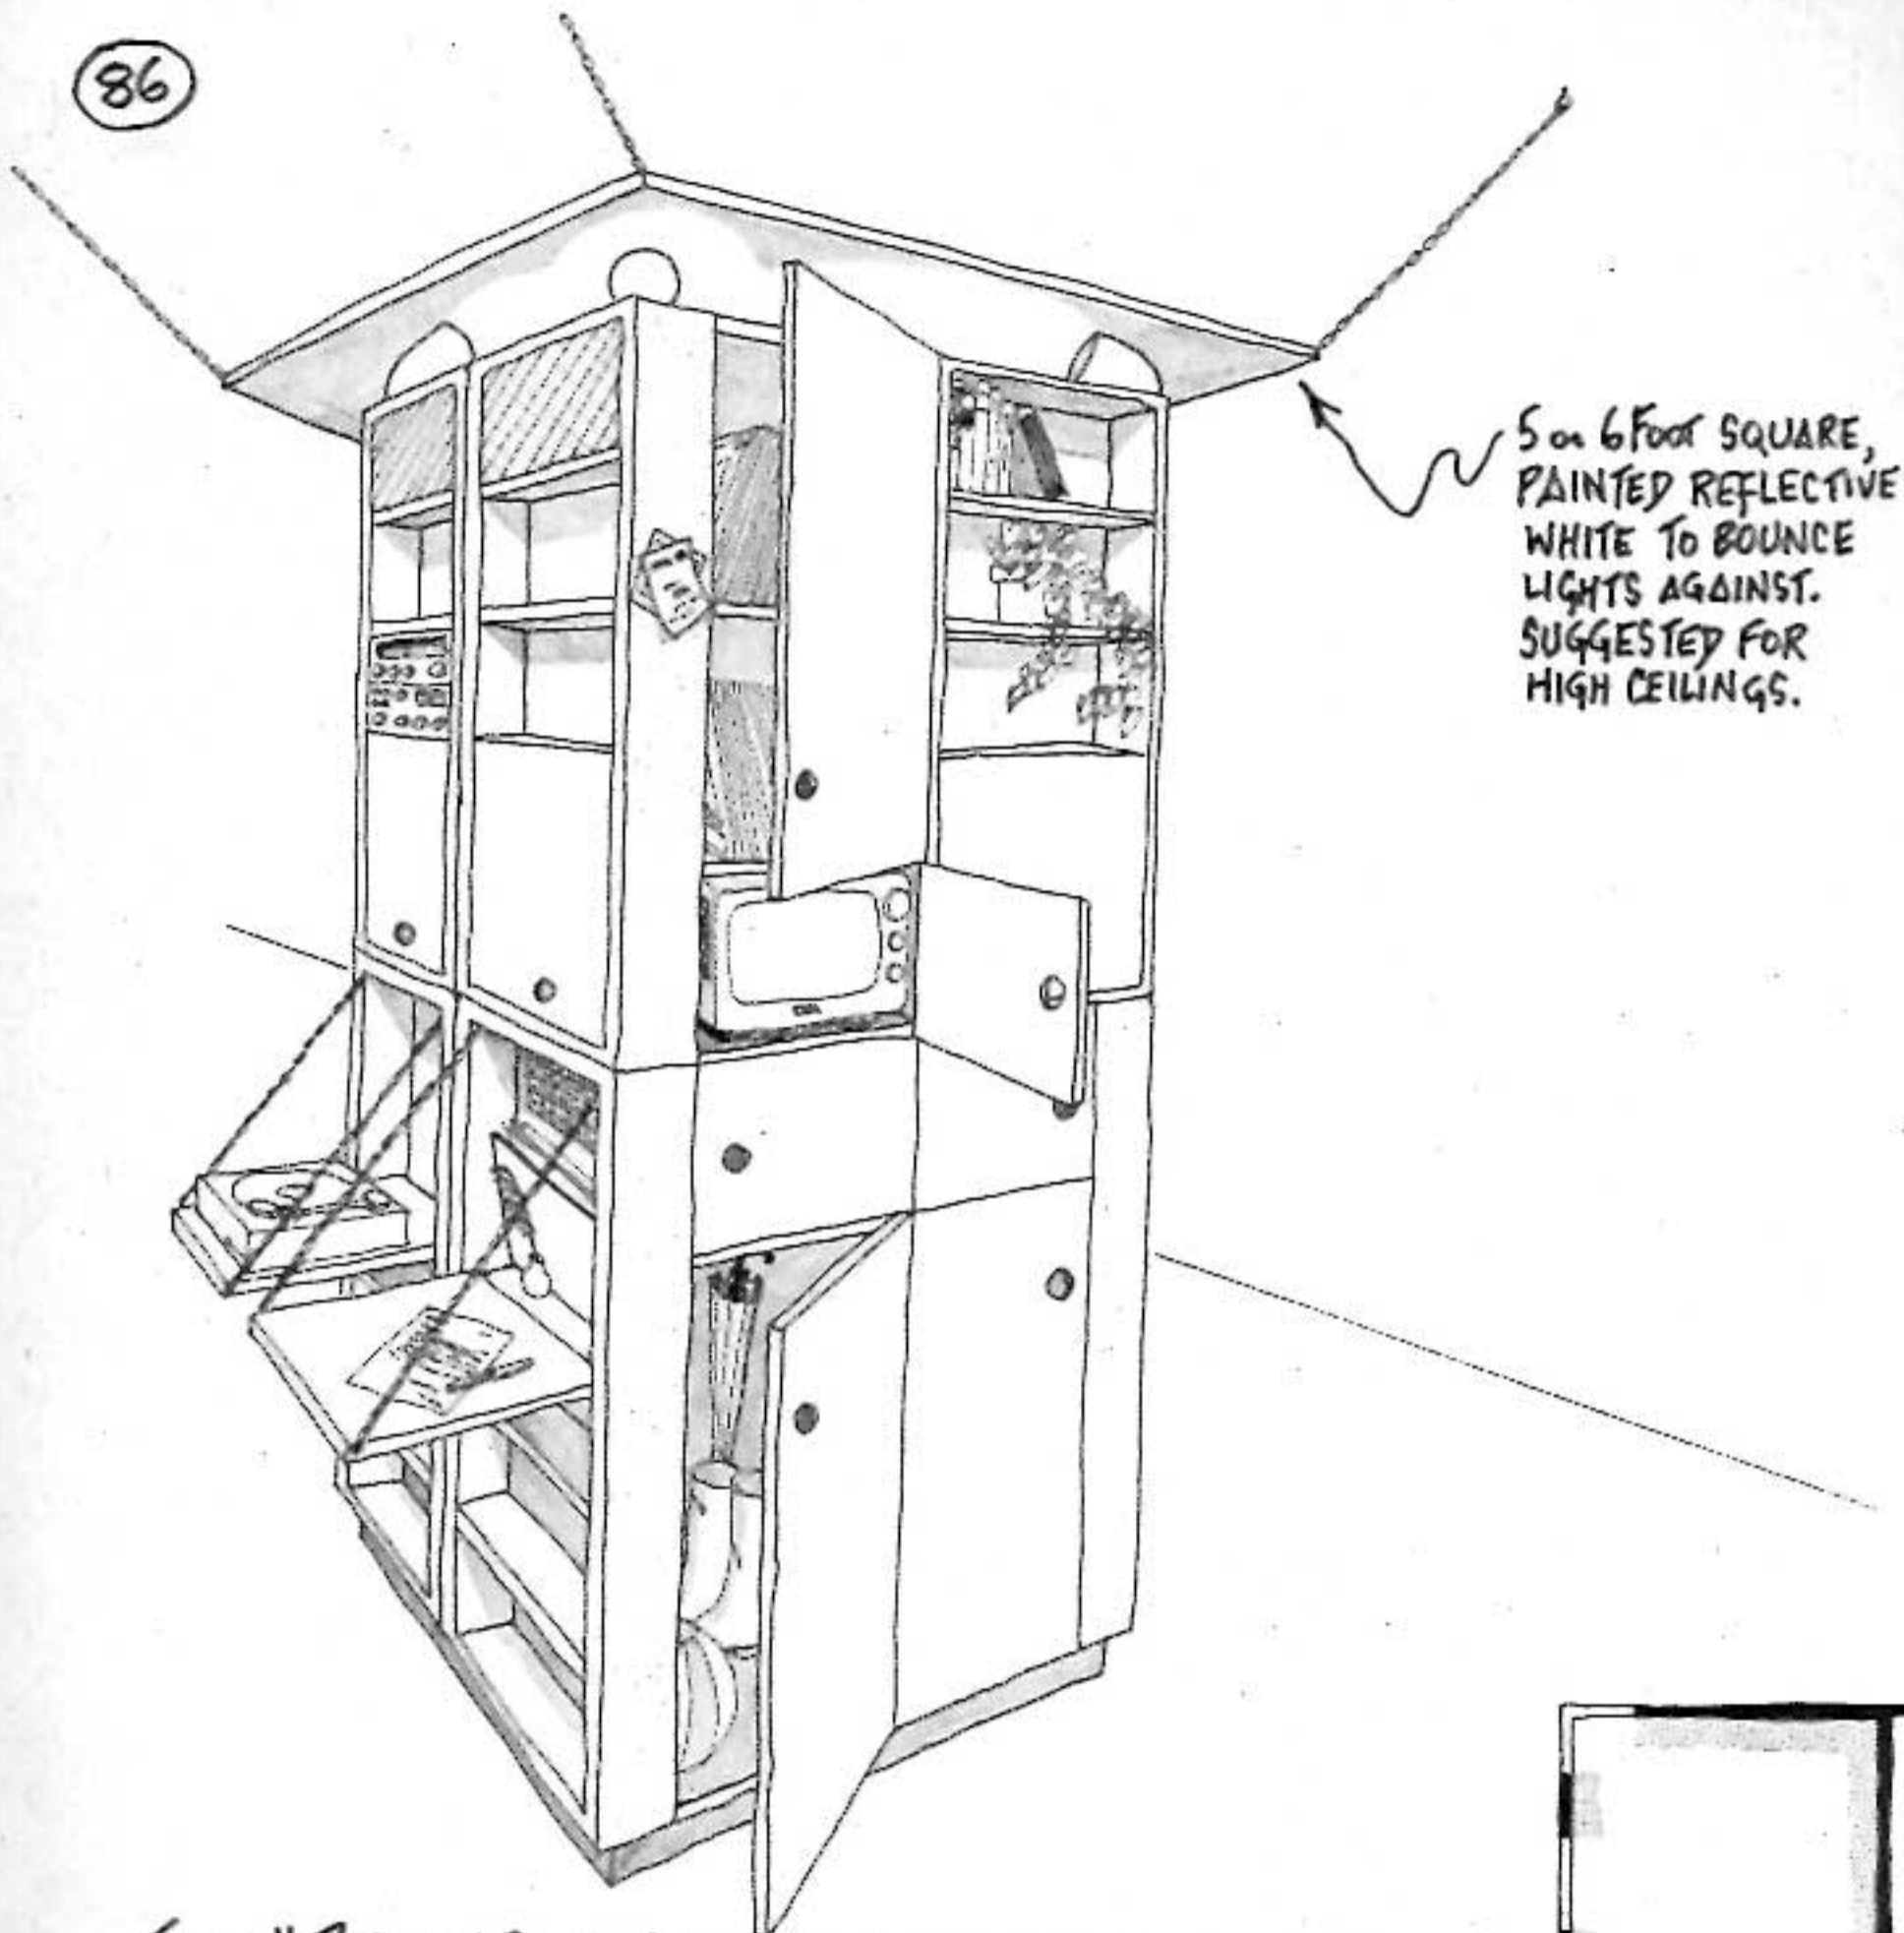 86
5 or 6 FOOT SQUARE,
PAINTED REFLECTIVE
WHITE TO BOUNCE
LIGHTS AGAINST.
SUGGESTED FOR
HIGH CEILINGS.